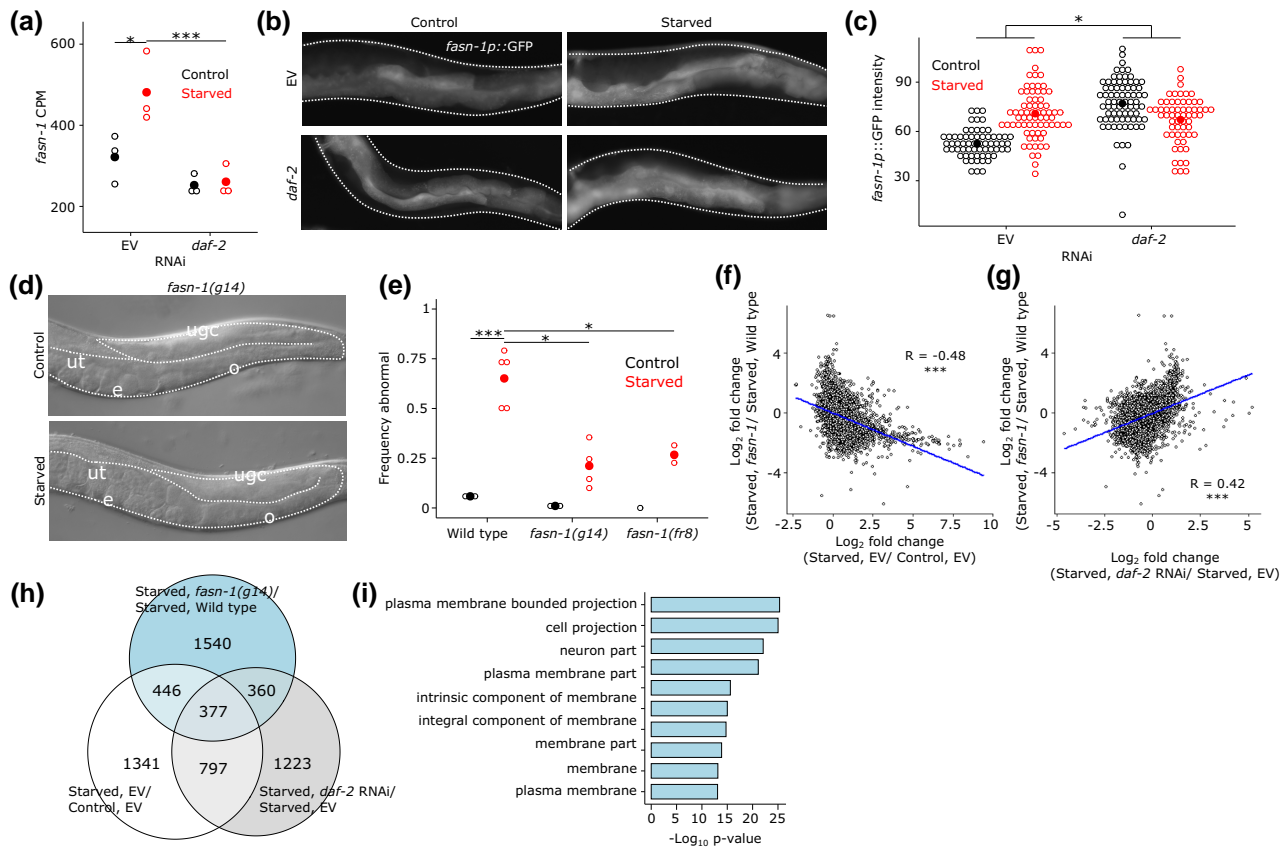 (a)
fasn-1 CPM
600
400
200
*
***
Control
Starved
EV
daf-2
RNAi
(b)
Control
Starved
fasn-1p::GFP
EV
daf-2
(c)
fasn-1p::GFP intensity
90
60
30
*
Control
Starved
EV
daf-2
RNAi
(d)
fasn-1(g14)
Control
ugc
ut
e
o
Starved
ut
ugc
e
o
(e)
Frequency abnormal
1
0.75
0.5
0.25
0
***
*
*
Control
Starved
Wild type
fasn-1(g14)
fasn-1(fr8)
(f)
Log2 fold change
(Starved, fasn-1/ Starved, Wild type)
4
0
-4
R = -0.48
***
-2.5
0
2.5
5.0
7.5
10
Log2 fold change
(Starved, EV/ Control, EV)
(g)
Log2 fold change
(Starved, fasn-1/ Starved, Wild type)
4
0
-4
R = 0.42
***
-5
-2.5
0
2.5
5
Log2 fold change
(Starved, daf-2 RNAi/ Starved, EV)
(h)
Starved, fasn-1(g14)/
Starved, Wild type
1540
446
360
377
1341
797
1223
Starved, EV/
Control, EV
Starved, daf-2 RNAi/
Starved, EV
(i)
plasma membrane bounded projection
cell projection
neuron part
plasma membrane part
intrinsic component of membrane
integral component of membrane
membrane part
membrane
plasma membrane
0
5
10
15
20
25
-Log10 p-value